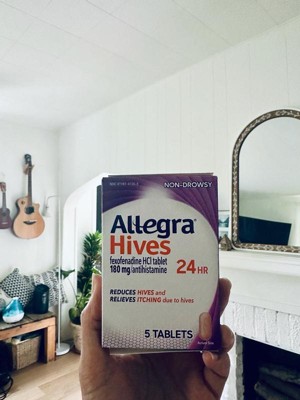 NON-DROWSY
Allegra®
Hives
fexofenadine HCl tablet
180 mg/antihistamine
24 HR
REDUCES HIVES and
RELIEVES ITCHING due to hives
5 TABLETS